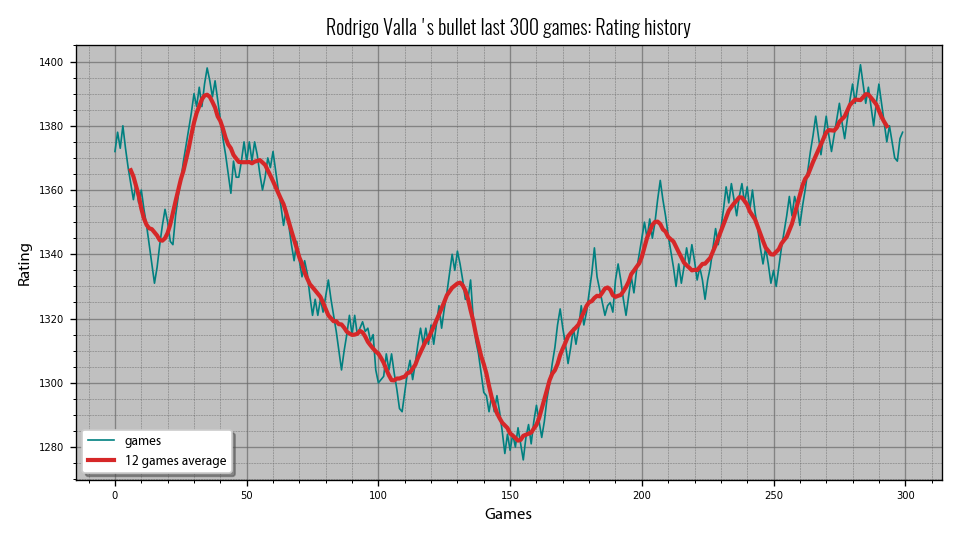 Rodrigo Valla 's bullet last 300 games: Rating history
1400
1380
1360
1340
1320
1300
1280
Rating
games
12 games average
0 50 100 150 200 250 300
Games